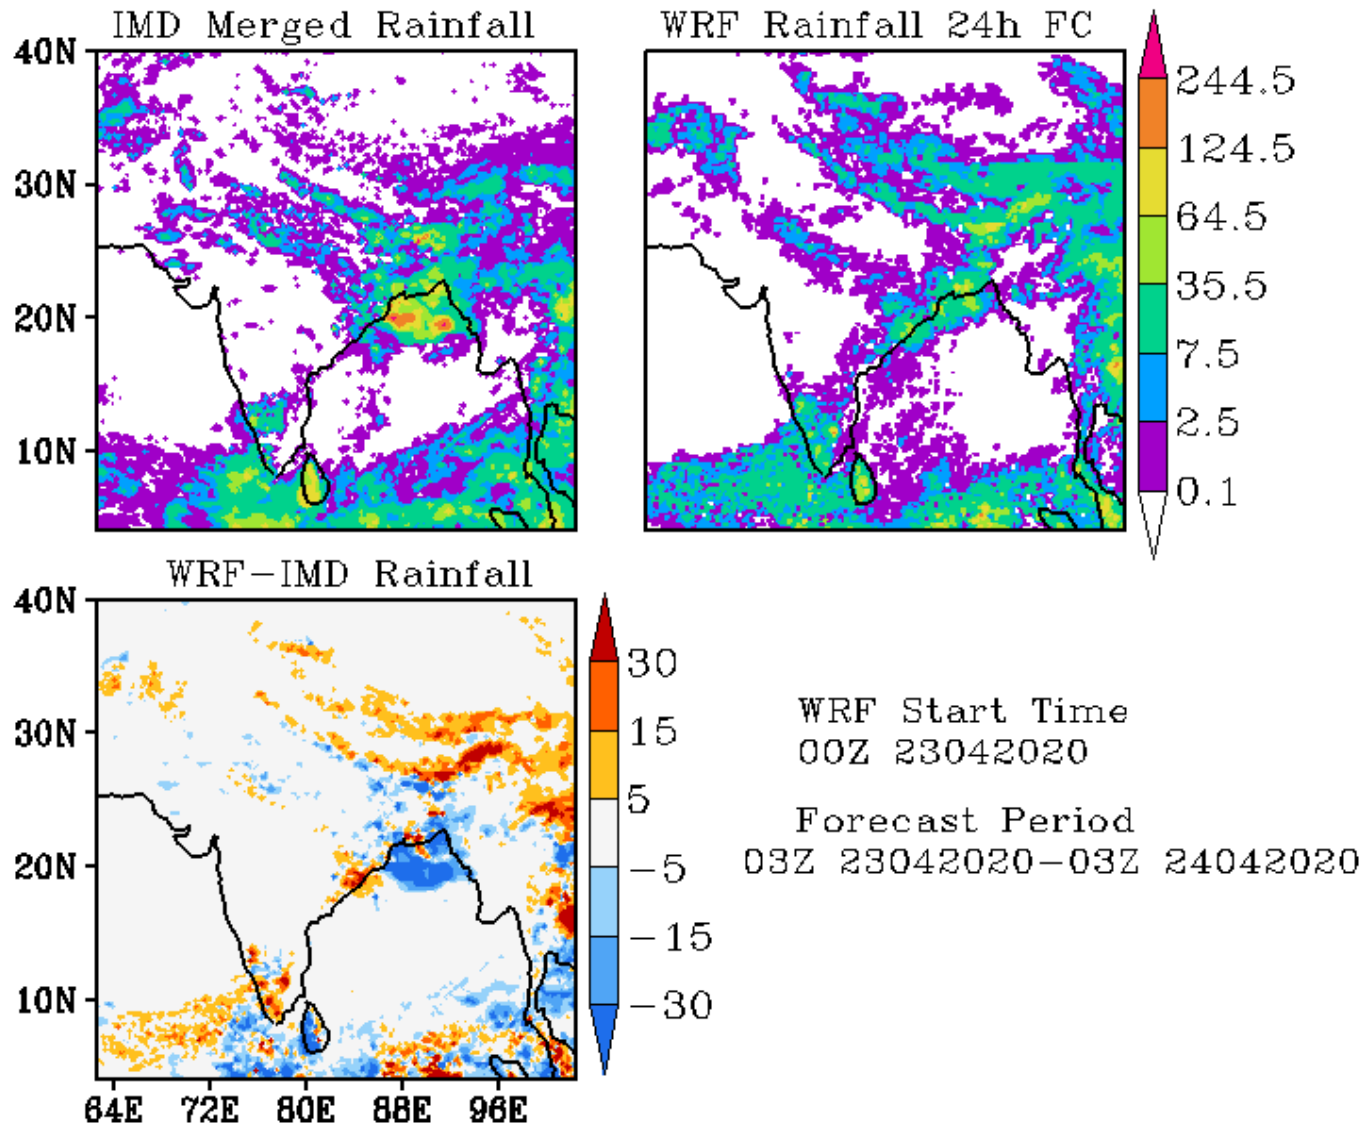 IMD Merged Rainfall
WRF Rainfall 24h FC
40N
30N
20N
10N
244.5
124.5
64.5
35.5
7.5
2.5
0.1
WRF-IMD Rainfall
40N
30N
20N
10N
64E 72E 80E 88E 96E
30
15
5
-5
-15
-30
WRF Start Time
00Z 23042020
Forecast Period
03Z 23042020-03Z 24042020